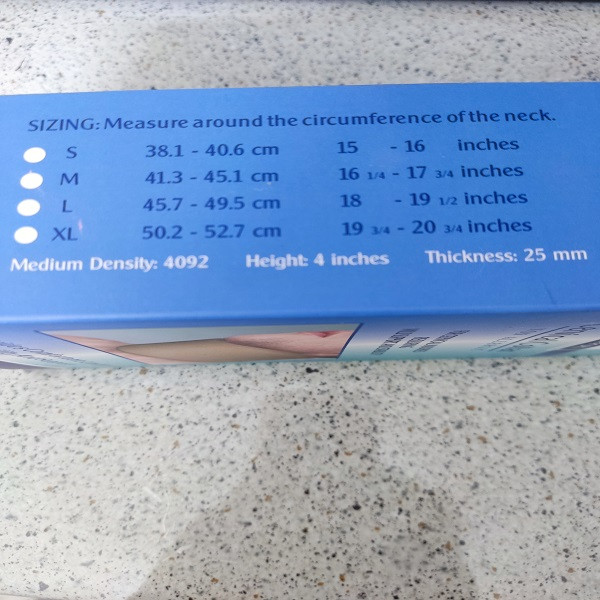 SIZING: Measure around the circumference of the neck.
S 38.1 - 40.6 cm 15 - 16 inches
M 41.3 - 45.1 cm 16 1/4 - 17 3/4 inches
L 45.7 - 49.5 cm 18 - 19 1/2 inches
XL 50.2 - 52.7 cm 19 3/4 - 20 3/4 inches
Medium Density: 4092 Height: 4 inches Thickness: 25 mm